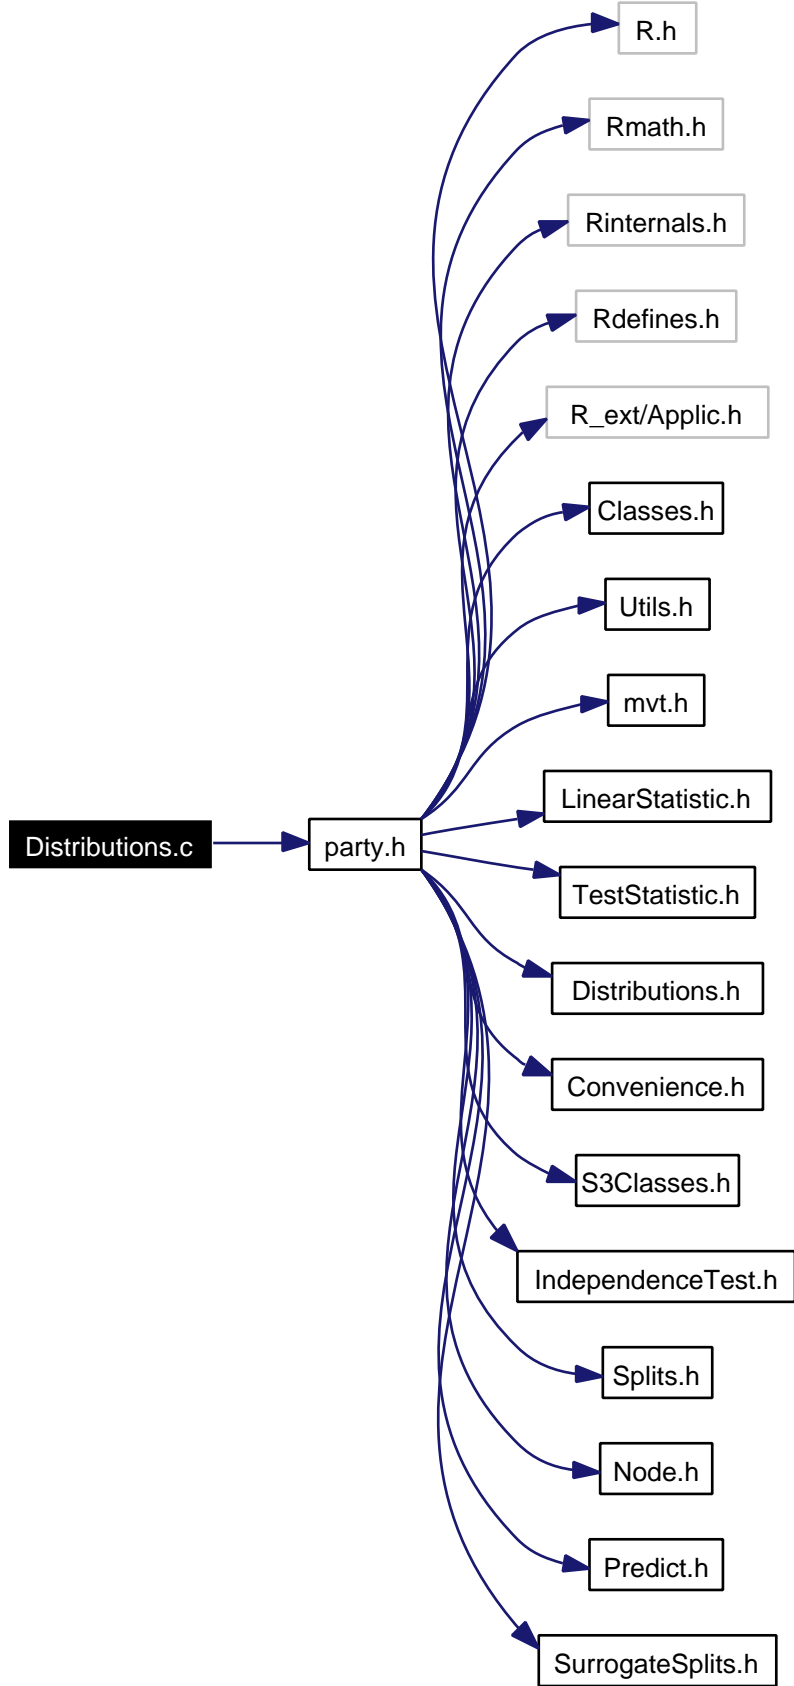 R.h
Rmath.h
Rinternals.h
Rdefines.h
R_ext/Applic.h
Classes.h
Utils.h
mvt.h
LinearStatistic.h
Distributions.c
party.h
TestStatistic.h
Distributions.h
Convenience.h
S3Classes.h
IndependenceTest.h
Splits.h
Node.h
Predict.h
SurrogateSplits.h